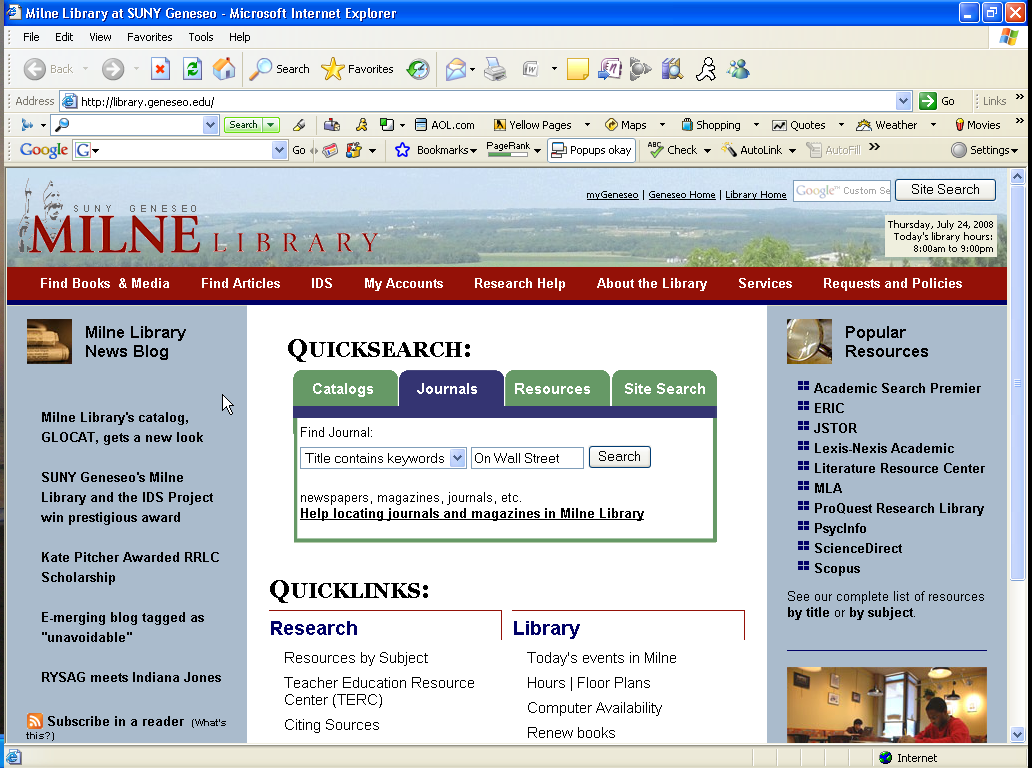 Milne Library at SUNY Geneseo - Microsoft Internet Explorer
File Edit View Favorites Tools Help
Back Search Favorites
Address http://library.geneseo.edu/ Go Links »
Search AOL.com Yellow Pages Maps Shopping Quotes Weather Movies
Google G Go Bookmarks PageRank Popups okay ABC Check AutoLink AutoFill » Settings
myGeneseo | Geneseo Home | Library Home Google™ Custom Se Site Search
SUNY GENESEO
MILNE LIBRARY
Thursday, July 24, 2008
Today's library hours:
8:00am to 9:00pm
Find Books & Media Find Articles IDS My Accounts Research Help About the Library Services Requests and Policies
Milne Library
News Blog
Milne Library's catalog,
GLOCAT, gets a new look
SUNY Geneseo's Milne
Library and the IDS Project
win prestigious award
Kate Pitcher Awarded RRLC
Scholarship
E-merging blog tagged as
"unavoidable"
RYSAG meets Indiana Jones
Subscribe in a reader (What's
this?)
QUICKSEARCH:
Catalogs Journals Resources Site Search
Find Journal:
Title contains keywords On Wall Street Search
newspapers, magazines, journals, etc.
Help locating journals and magazines in Milne Library
QUICKLINKS:
Research
Resources by Subject
Teacher Education Resource
Center (TERC)
Citing Sources
Library
Today's events in Milne
Hours | Floor Plans
Computer Availability
Renew books
Popular
Resources
Academic Search Premier
ERIC
JSTOR
Lexis-Nexis Academic
Literature Resource Center
MLA
ProQuest Research Library
PsycInfo
ScienceDirect
Scopus
See our complete list of resources
by title or by subject.
Internet